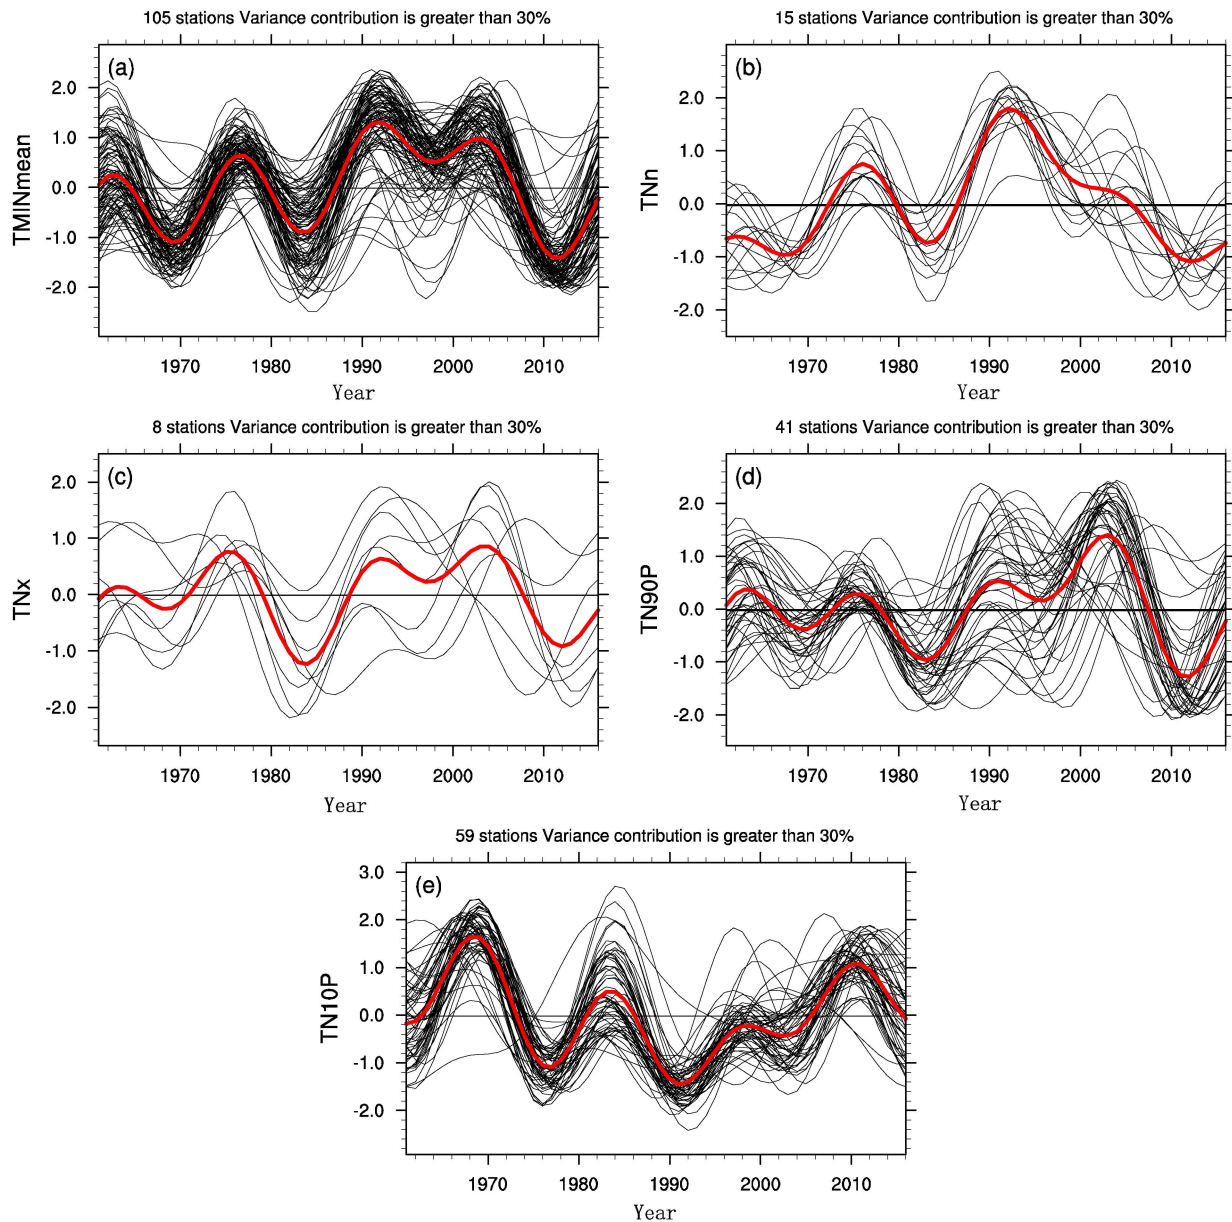 105 stations Variance contribution is greater than 30%
(a)
TMINmean
2.0
1.0
0.0
-1.0
-2.0
1970 1980 1990 2000 2010
Year
15 stations Variance contribution is greater than 30%
(b)
TNn
2.0
1.0
0.0
-1.0
-2.0
1970 1980 1990 2000 2010
Year
8 stations Variance contribution is greater than 30%
(c)
TNx
2.0
1.0
0.0
-1.0
-2.0
1970 1980 1990 2000 2010
Year
41 stations Variance contribution is greater than 30%
(d)
TN90P
2.0
1.0
0.0
-1.0
-2.0
1970 1980 1990 2000 2010
Year
59 stations Variance contribution is greater than 30%
(e)
TN10P
3.0
2.0
1.0
0.0
-1.0
-2.0
1970 1980 1990 2000 2010
Year